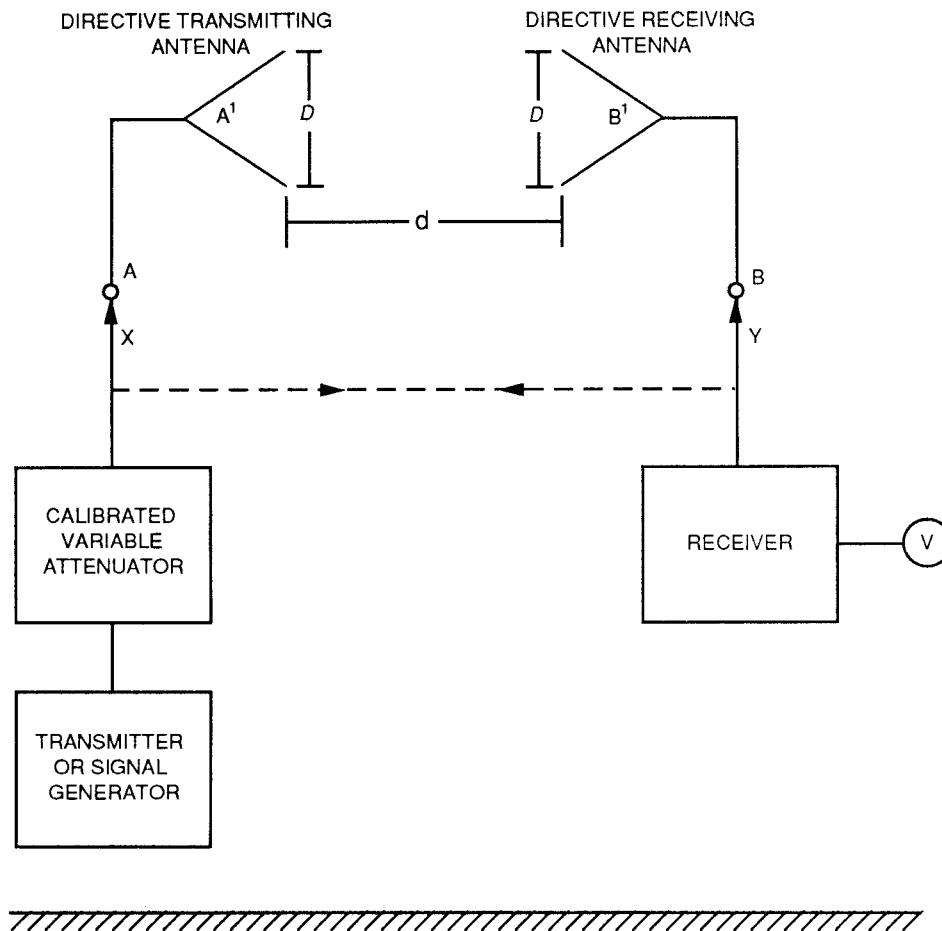 DIRECTIVE TRANSMITTING
ANTENNA
DIRECTIVE RECEIVING
ANTENNA
A¹
D
D
B¹
d
A
B
X
Y
CALIBRATED
VARIABLE
ATTENUATOR
RECEIVER
V
TRANSMITTER
OR SIGNAL
GENERATOR